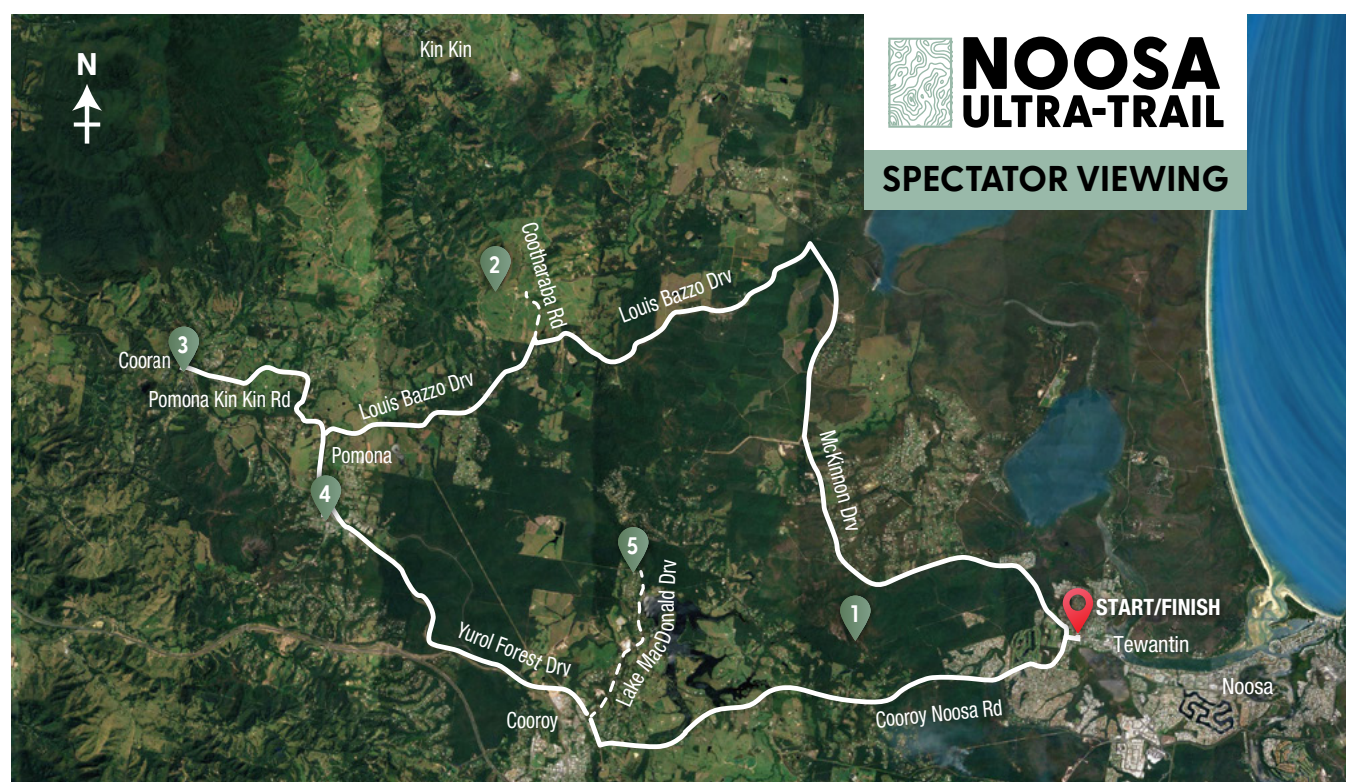 NOOSA
ULTRA-TRAIL
SPECTATOR VIEWING
N
Kin Kin
2
Cootharaba Rd
Louis Bazzo Drv
3
Cooran
Pomona Kin Kin Rd
Louis Bazzo Drv
Pomona
4
McKinnon Drv
5
Lake MacDonald Drv
1
START/FINISH
Tewantin
Yurol Forest Drv
Noosa
Cooroy
Cooroy Noosa Rd